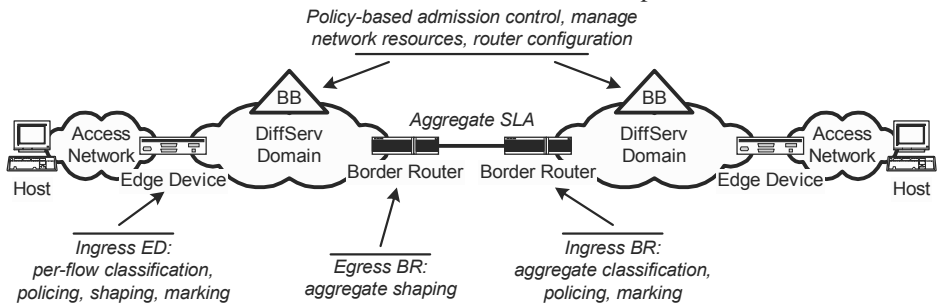 Policy-based admission control, manage
network resources, router configuration
BB
BB
Aggregate SLA
Access
Network
DiffServ
Domain
DiffServ
Domain
Access
Network
Host
Edge Device
Border Router
Border Router
Edge Device
Host
Ingress ED:
per-flow classification,
policing, shaping, marking
Egress BR:
aggregate shaping
Ingress BR:
aggregate classification,
policing, marking